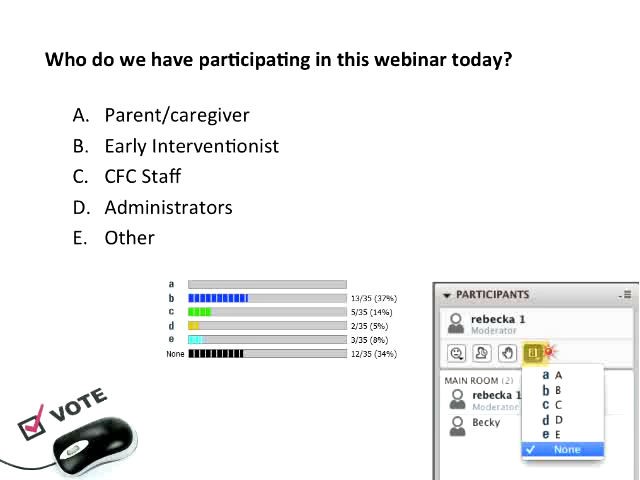 Who do we have participating in this webinar today?
A. Parent/caregiver
B. Early Interventionist
C. CFC Staff
D. Administrators
E. Other
a
b 13/35 (37%)
c 5/35 (14%)
d 2/35 (5%)
e 3/35 (8%)
None 12/35 (34%)
VOTE
PARTICIPANTS
rebecka 1
Moderator
a
MAIN ROOM (2)
rebecka 1
Moderator
Becky
a A
b B
c C
d D
e E
None